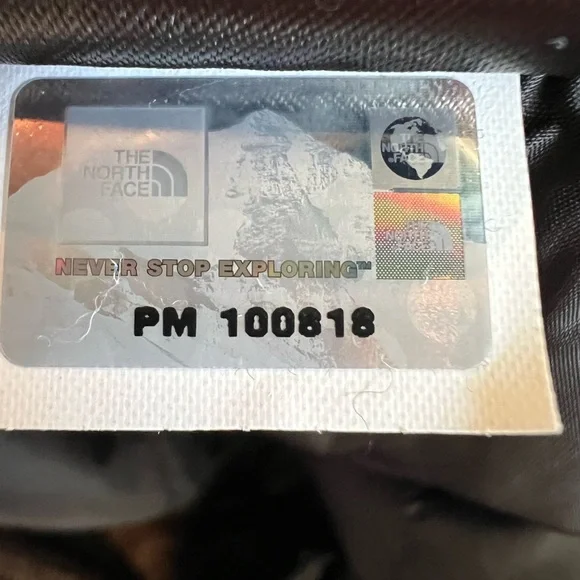 THE
NORTH
FACE
THE
NORTH
FACE
NEVER STOP EXPLORING™
PM 100818